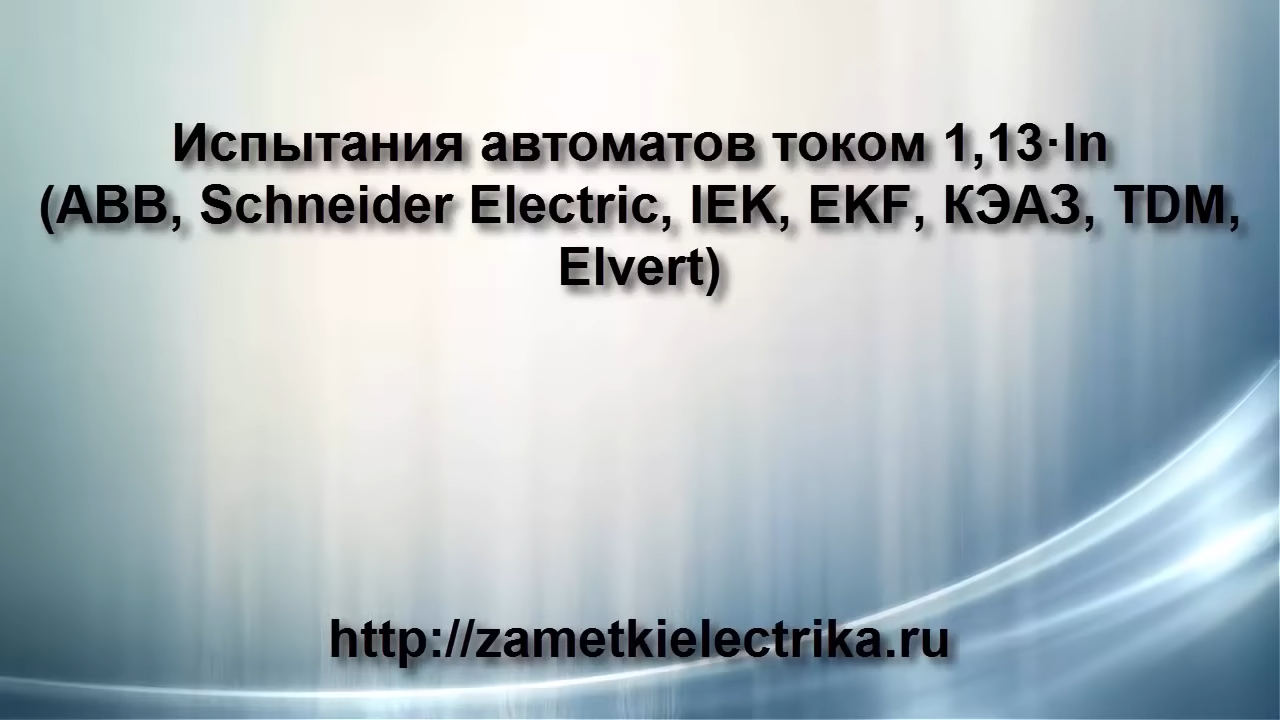 Испытания автоматов током 1,13·In
(ABB, Schneider Electric, IEK, EKF, КЭАЗ, TDM,
Elvert)
http://zametkielectrika.ru